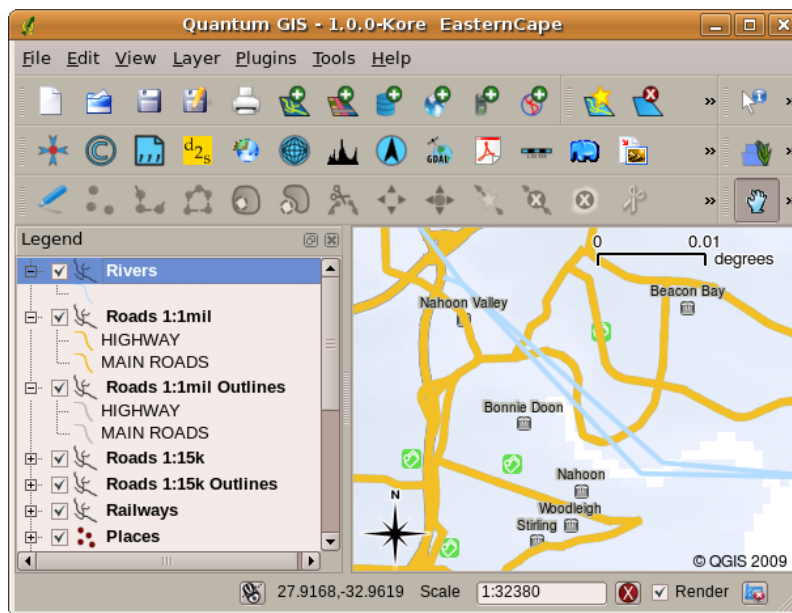 Quantum GIS - 1.0.0-Kore EasternCape
File Edit View Layer Plugins Tools Help
d2s
GDAL
Legend
Rivers
Roads 1:1mil
HIGHWAY
MAIN ROADS
Roads 1:1mil Outlines
HIGHWAY
MAIN ROADS
Roads 1:15k
Roads 1:15k Outlines
Railways
Places
0 0.01
degrees
Nahoon Valley
Beacon Bay
Bonnie Doon
Nahoon
Woodleigh
Stirling
N
© QGIS 2009
27.9168,-32.9619 Scale 1:32380 Render